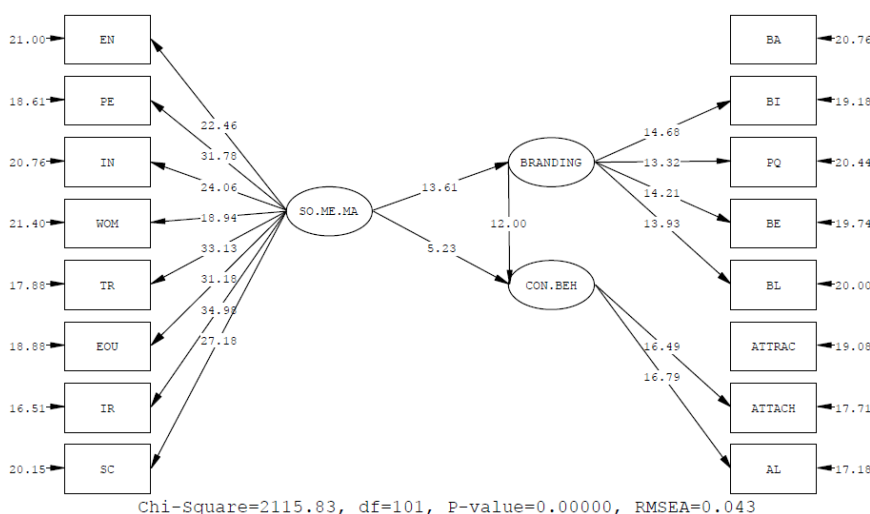 21.00 EN BA 20.76
18.61 PE BI 19.18
22.46 14.68
31.78
20.76 IN BRANDING 13.32 PQ 20.44
24.06 13.61 14.21
21.40 WOM 18.94 SO.ME.MA 12.00 13.93 BE 19.74
33.13 5.23
17.88 TR 31.18 CON.BEH BL 20.00
34.98
27.18
18.88 EOU 16.49 ATTRAC 19.08
16.79
16.51 IR ATTACH 17.71
20.15 SC AL 17.18
Chi-Square=2115.83, df=101, P-value=0.00000, RMSEA=0.043